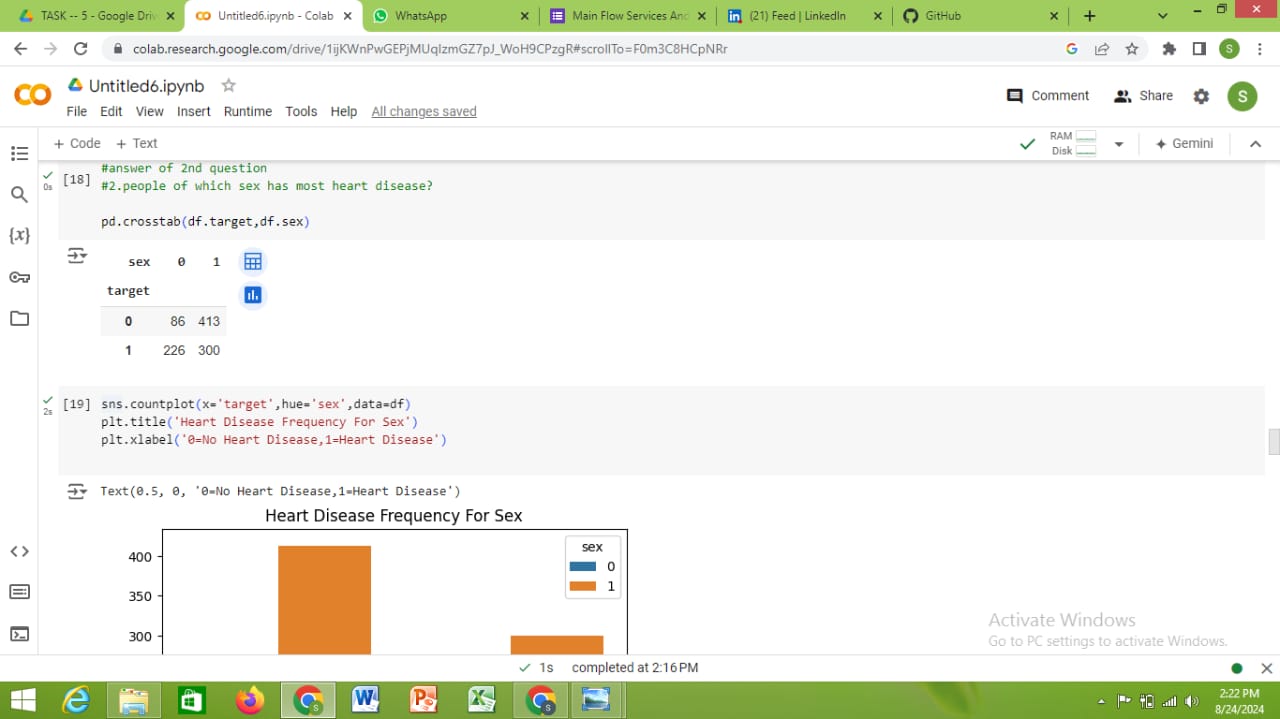 TASK -- 5 - Google Driv
Untitled6.ipynb - Colab
WhatsApp
Main Flow Services And
(21) Feed | LinkedIn
GitHub
colab.research.google.com/drive/1ijKWnPwGEPjMUqIzmGZ7pJ_WoH9CPzgR#scrollTo=F0m3C8HCpNRr
S
Untitled6.ipynb
File Edit View Insert Runtime Tools Help All changes saved
Comment Share S
+ Code + Text
RAM
Disk
Gemini
#answer of 2nd question
[18] #2.people of which sex has most heart disease?
0s
pd.crosstab(df.target,df.sex)
{x}
sex 0 1
target
0 86 413
1 226 300
[19] sns.countplot(x='target',hue='sex',data=df)
2s
plt.title('Heart Disease Frequency For Sex')
plt.xlabel('0=No Heart Disease,1=Heart Disease')
Text(0.5, 0, '0=No Heart Disease,1=Heart Disease')
Heart Disease Frequency For Sex
sex
0
1
400
350
300
Activate Windows
Go to PC settings to activate Windows.
1s completed at 2:16 PM
2:22 PM
8/24/2024